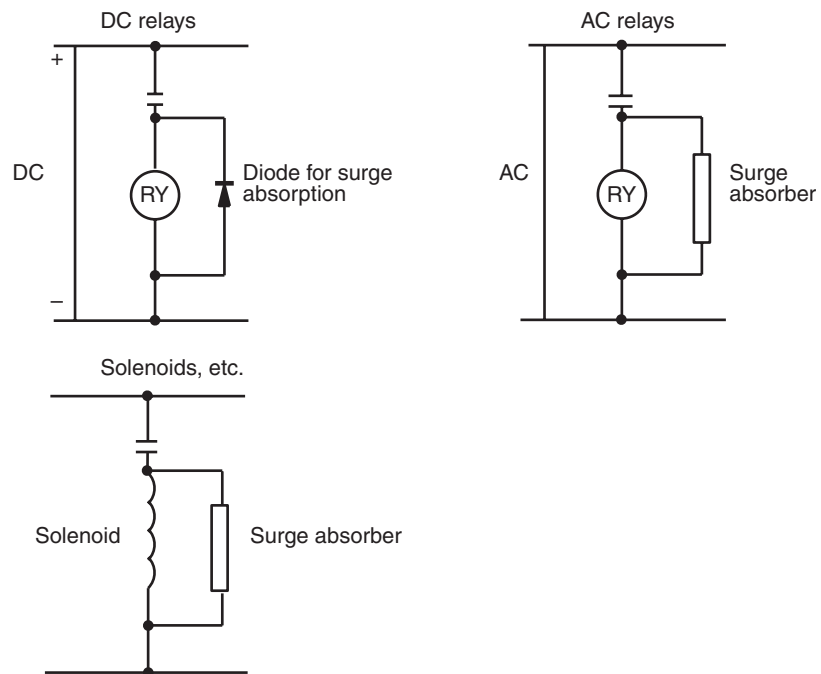 DC relays
+
DC
RY
Diode for surge
absorption
–
AC relays
AC
RY
Surge
absorber
Solenoids, etc.
Solenoid
Surge absorber